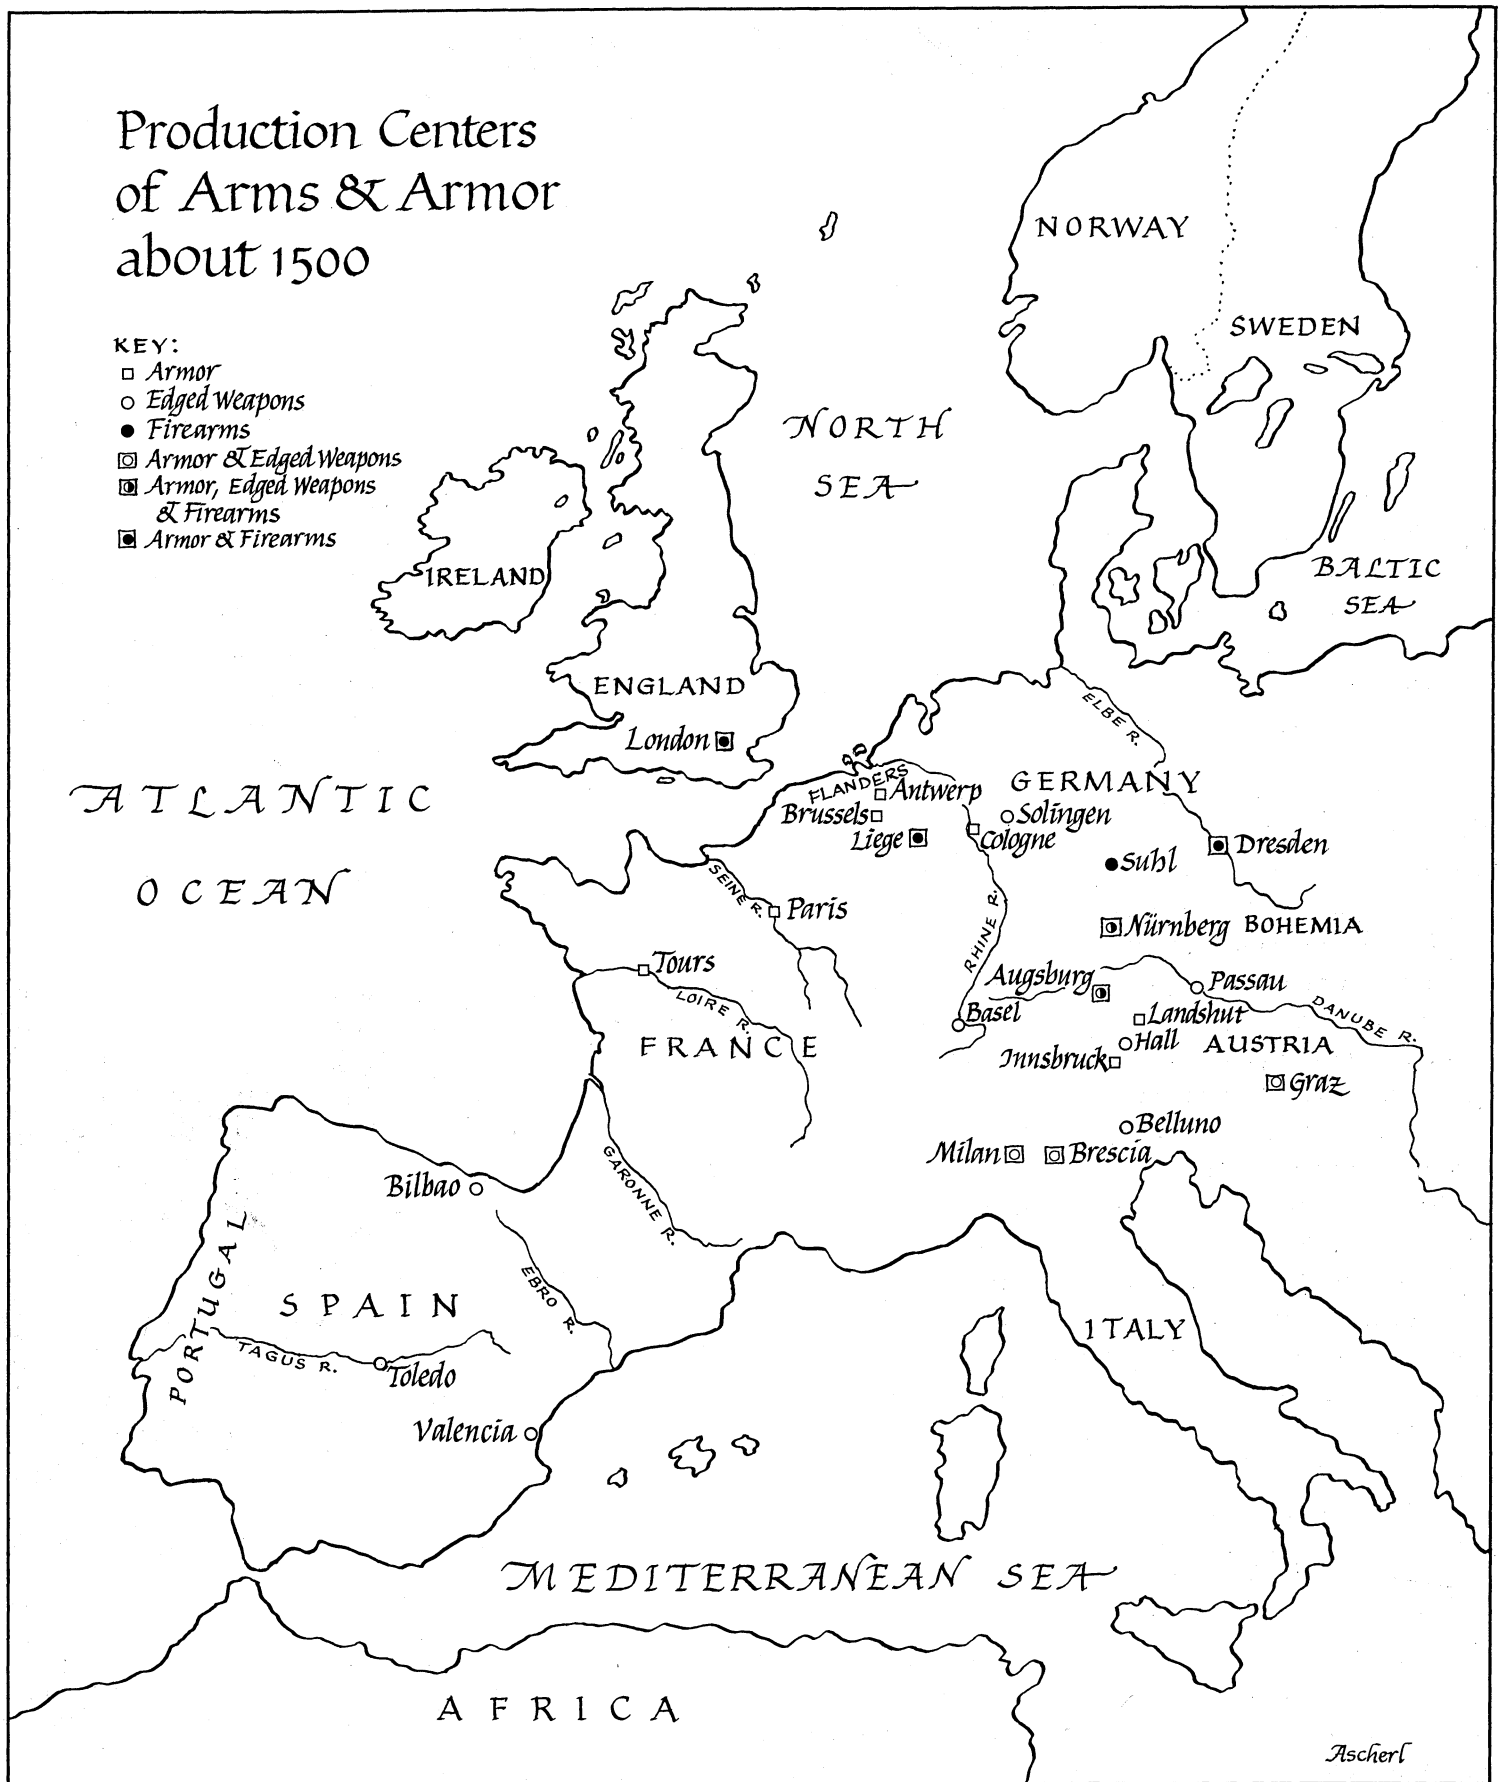 Production Centers
of Arms & Armor
about 1500
KEY:
Armor
Edged Weapons
Firearms
Armor & Edged Weapons
Armor, Edged Weapons
& Firearms
Armor & Firearms
NORWAY
SWEDEN
NORTH
SEA
BALTIC
SEA
IRELAND
ENGLAND
London
ELBE R.
ATLANTIC
OCEAN
FLANDERS
Antwerp
GERMANY
Brussels
Solingen
Liege
Cologne
Dresden
Suhl
SEINE R.
Paris
RHINE R.
Nürnberg
BOHEMIA
Tours
LOIRE R.
Augsburg
Passau
Basel
Landshut
DANUBE R.
FRANCE
Hall
AUSTRIA
Innsbruck
Graz
Belluno
Milan
Brescia
GARONNE R.
Bilbao
PORTUGAL
EBRO R.
SPAIN
ITALY
TAGUS R.
Toledo
Valencia
MEDITERRANEAN SEA
AFRICA
Ascherl